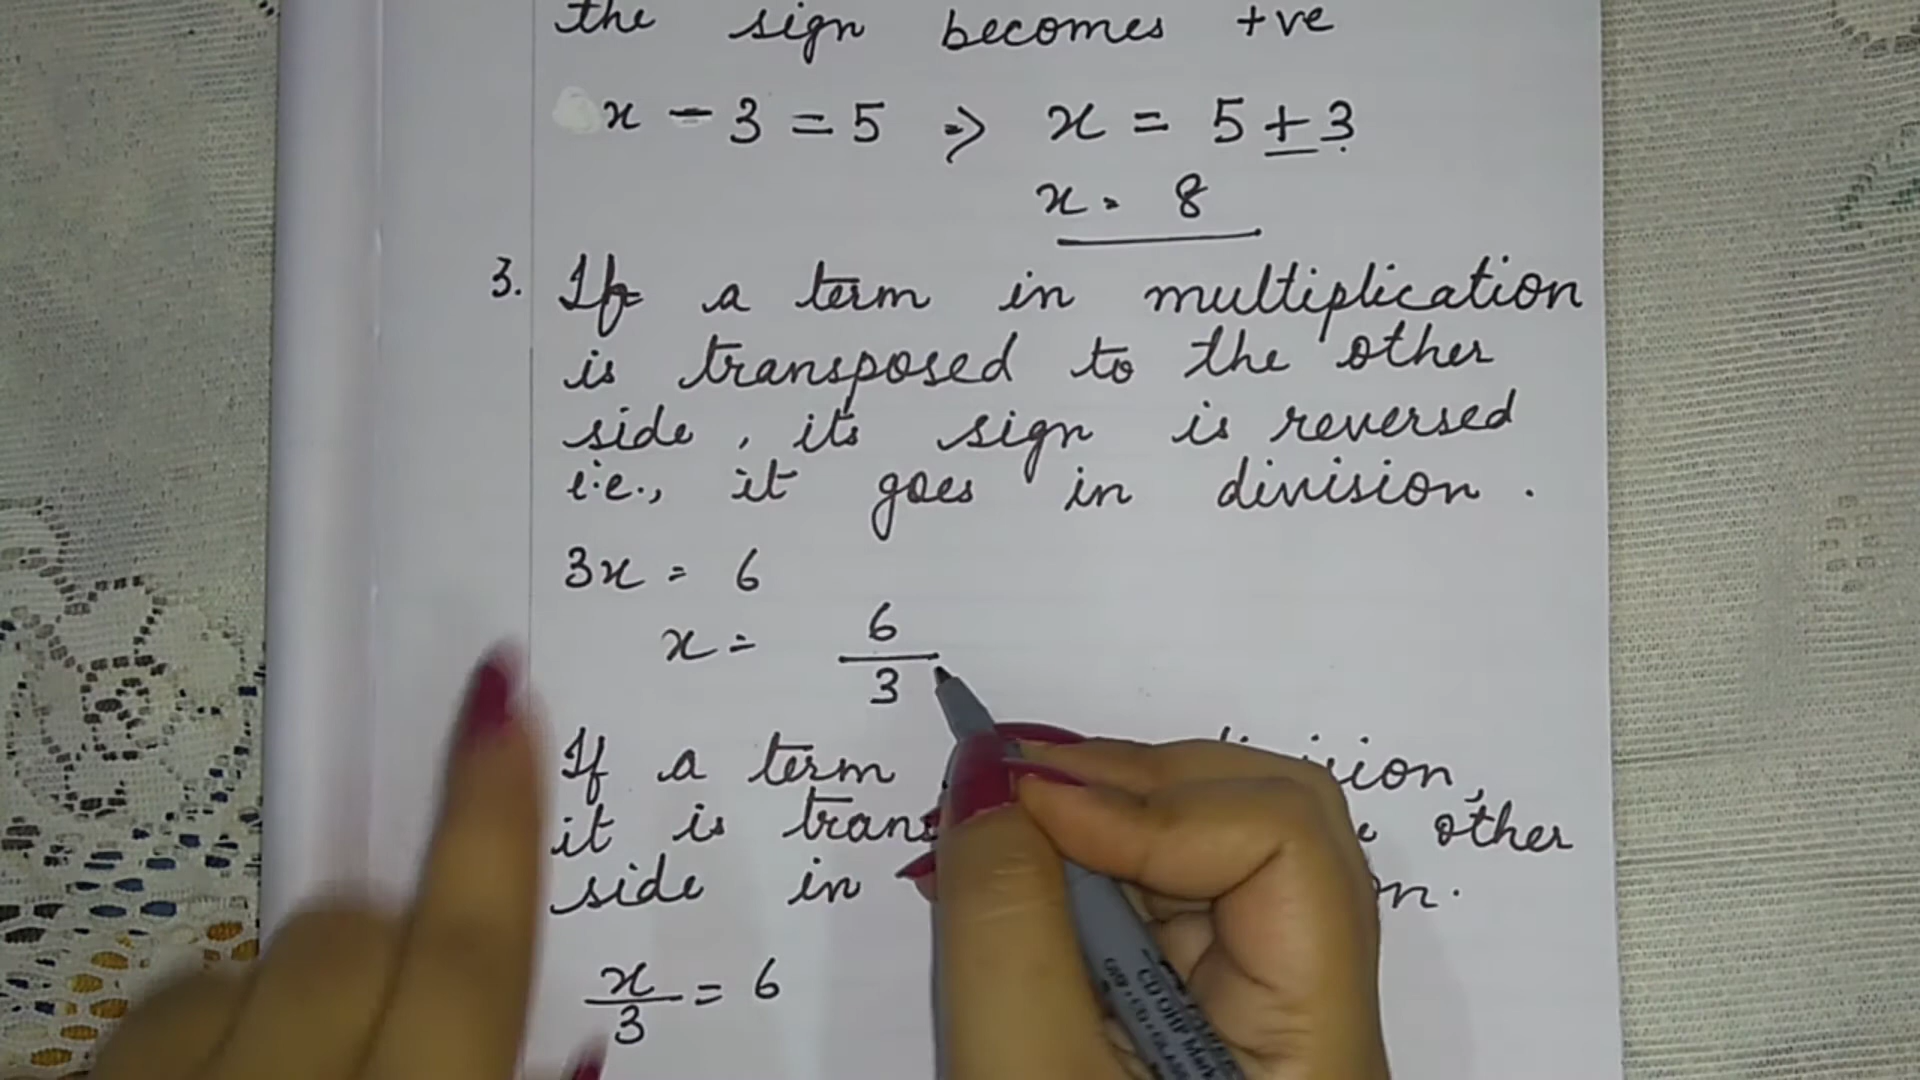 the sign becomes +ve
x - 3 = 5 => x = 5 + 3
x = 8
3. If a term in multiplication
is transposed to the other
side, its sign is reversed
i.e., it goes in division.
3x = 6
x = 6/3
If a term
it is other
side in
x/3 = 6